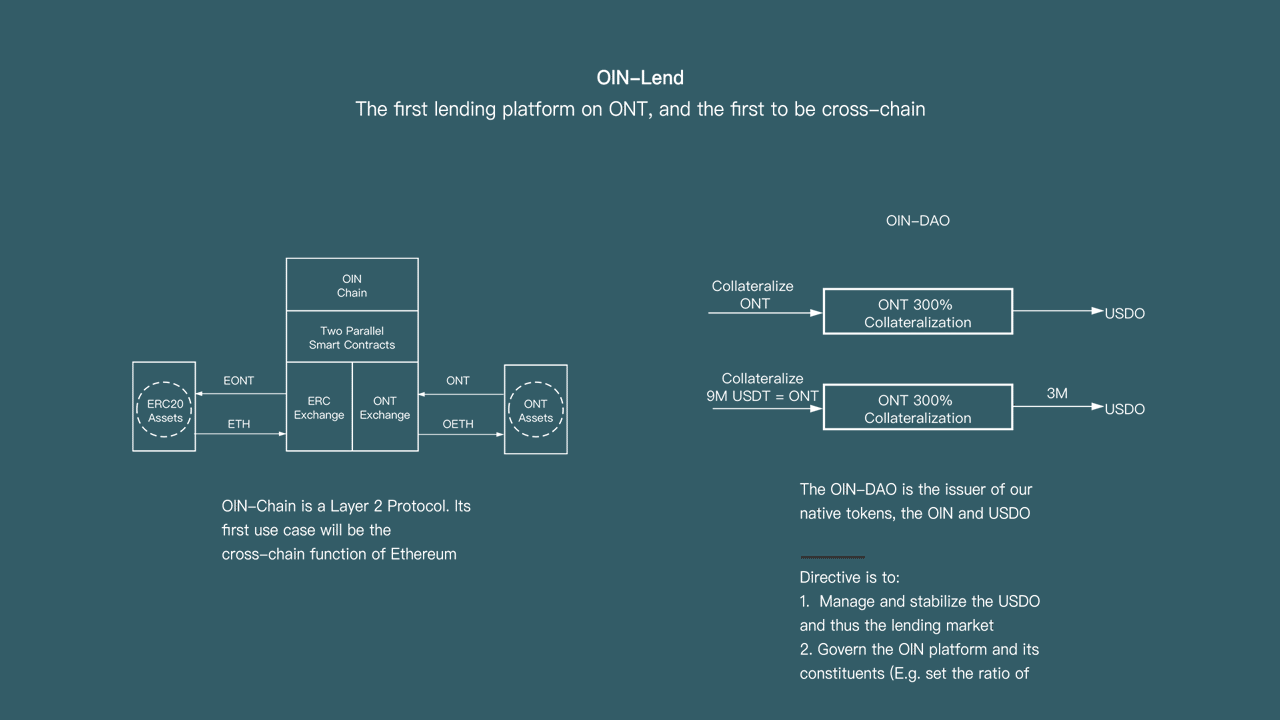 OIN–Lend
The first lending platform on ONT, and the first to be cross–chain
OIN
Chain
Two Parallel
Smart Contracts
ERC
Exchange
ONT
Exchange
ERC20
Assets
EONT
ETH
ONT
OETH
ONT
Assets
OIN–Chain is a Layer 2 Protocol. Its
first use case will be the
cross–chain function of Ethereum
OIN–DAO
Collateralize
ONT
ONT 300%
Collateralization
USDO
Collateralize
9M USDT = ONT
ONT 300%
Collateralization
3M
USDO
The OIN–DAO is the issuer of our
native tokens, the OIN and USDO
Directive is to:
1. Manage and stabilize the USDO
and thus the lending market
2. Govern the OIN platform and its
constituents (E.g. set the ratio of